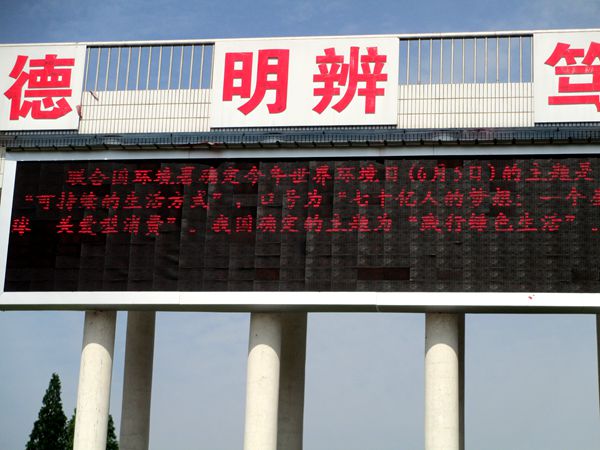 德 明辨 笃
联合国环境署确定今年世界环境日(6月5日)的主题是
“可持续的生活方式”,口号为“七十亿人的梦想:一个星
球 关爱型消费”。我国确定的主题为“践行绿色生活”。